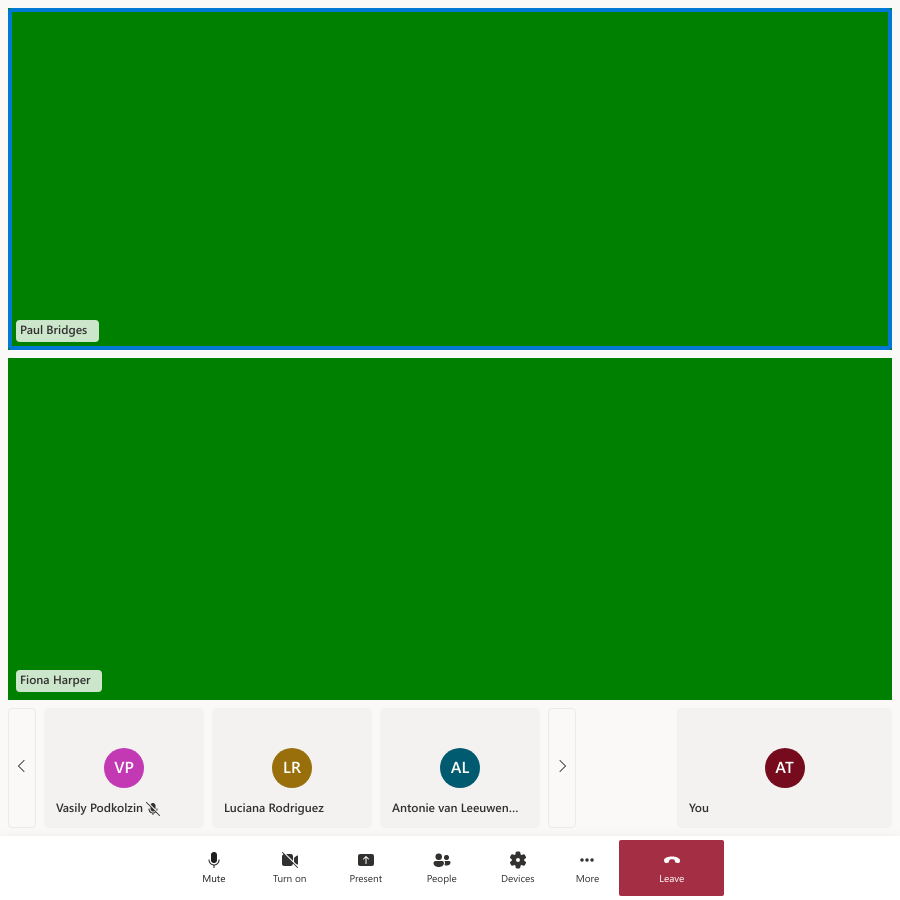 Paul Bridges
Fiona Harper
VP
Vasily Podkolzin
LR
Luciana Rodriguez
AL
Antonie van Leeuwen...
AT
You
Mute
Turn on
Present
People
Devices
More
Leave